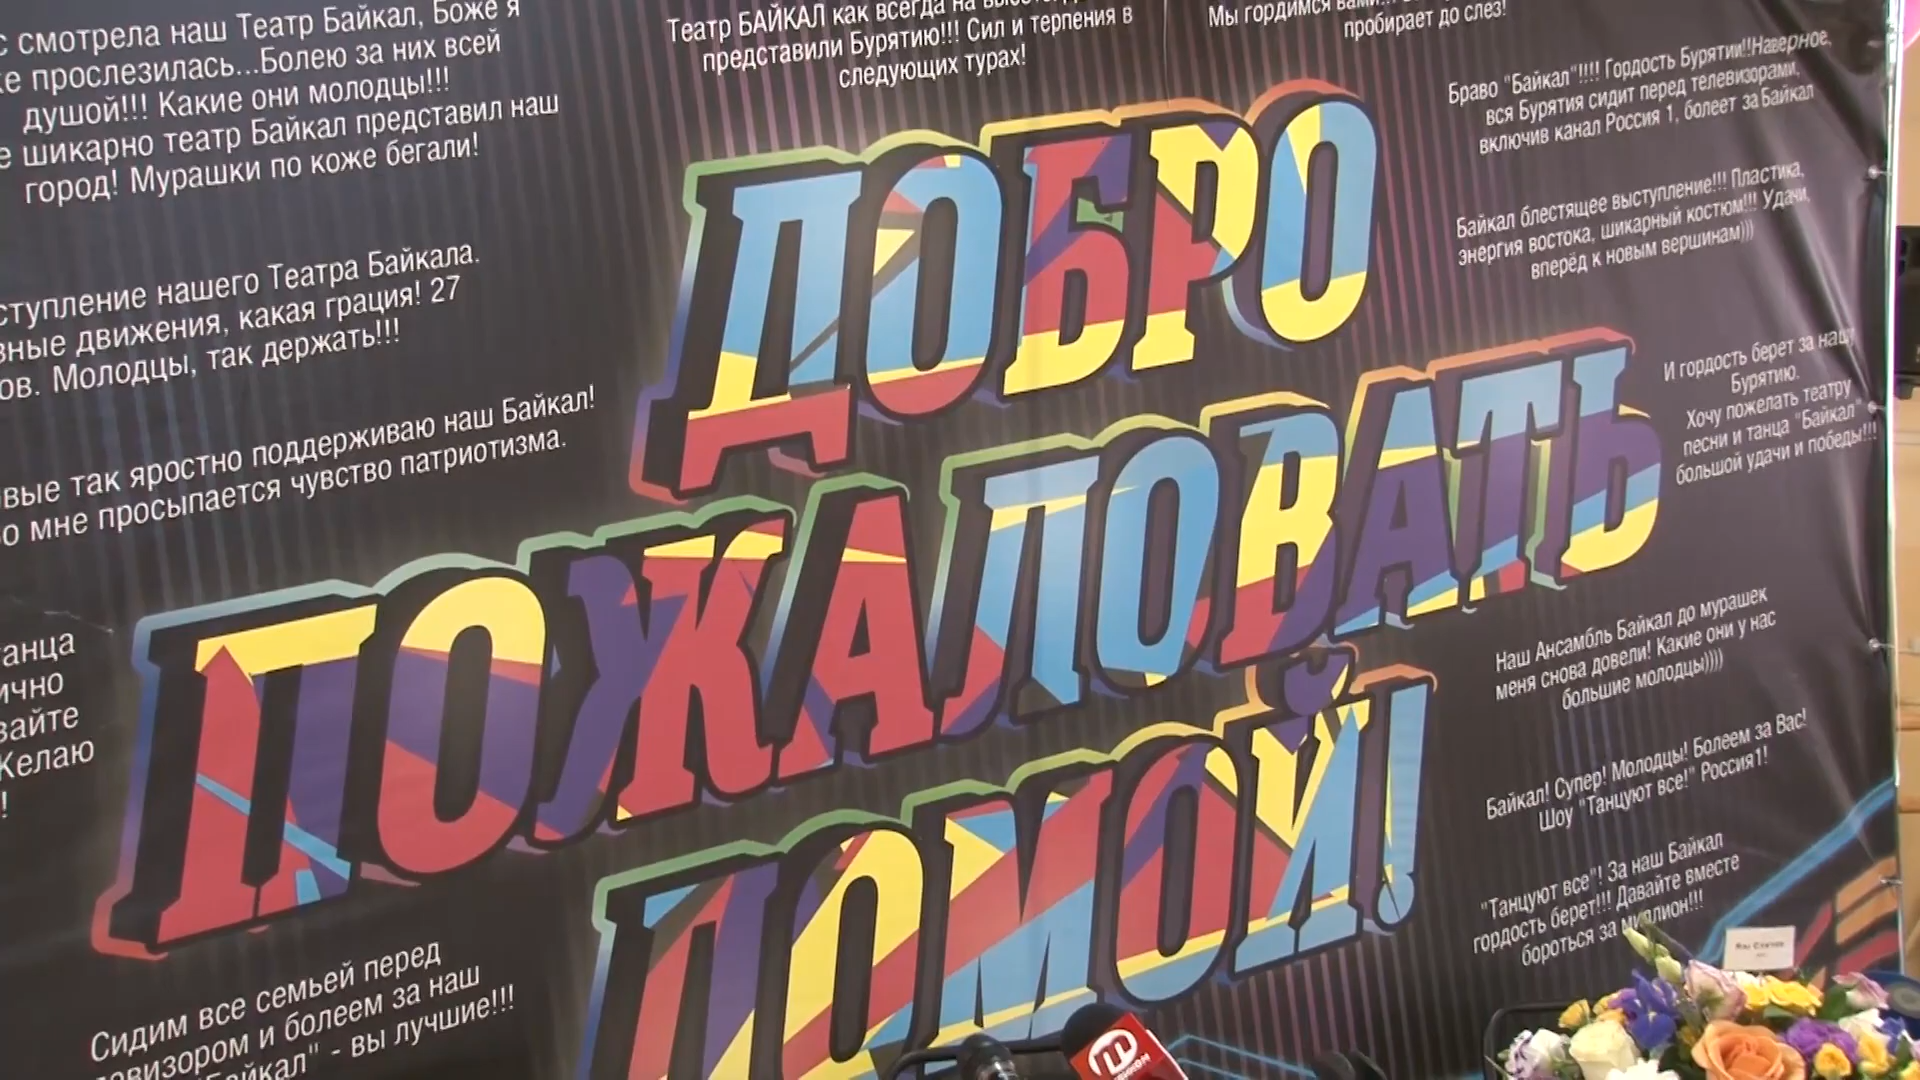 с смотрела наш Театр Байкал, Боже я
же прослезилась...Болею за них всей
душой!!! Какие они молодцы!!!
е шикарно театр Байкал представил наш
город! Мурашки по коже бегали!
ступление нашего Театра Байкала.
движения, какая грация! 27
ов. Молодцы, так держать!!!
вые так яростно поддерживаю наш Байкал!
о мне просыпается чувство патриотизма.
анца
ично
вайте
Желаю
!
Сидим все семьей перед
левизором и болеем за наш
"Байкал" - вы лучшие!!!
Театр БАЙКАЛ как всегда на
представили Бурятию!!! Сил и терпения в
следующих турах!
Мы гордимся вами...
пробирает до слез!
ДОБРО
ПОЖАЛОВАТЬ
ДОМОЙ!
Браво "Байкал"!!!! Гордость Бурятии!!Наверное,
вся Бурятия сидит перед телевизорами,
включив канал Россия 1, болеет за Байкал
Байкал блестящее выступление!!! Пластика,
энергия востока, шикарный костюм!!! Удачи,
вперёд к новым вершинам)))
И гордость берет за нашу
Бурятию.
Хочу пожелать театру
песни и танца "Байкал"
большой удачи и победы!!!
Наш Ансамбль Байкал до мурашек
меня снова довели! Какие они у нас
большие молодцы))))
Байкал! Супер! Молодцы! Болеем за Вас!
Шоу "Танцуют все!" Россия1!
"Танцуют все"! За наш Байкал
гордость берет!!! Давайте вместе
бороться за миллион!!!